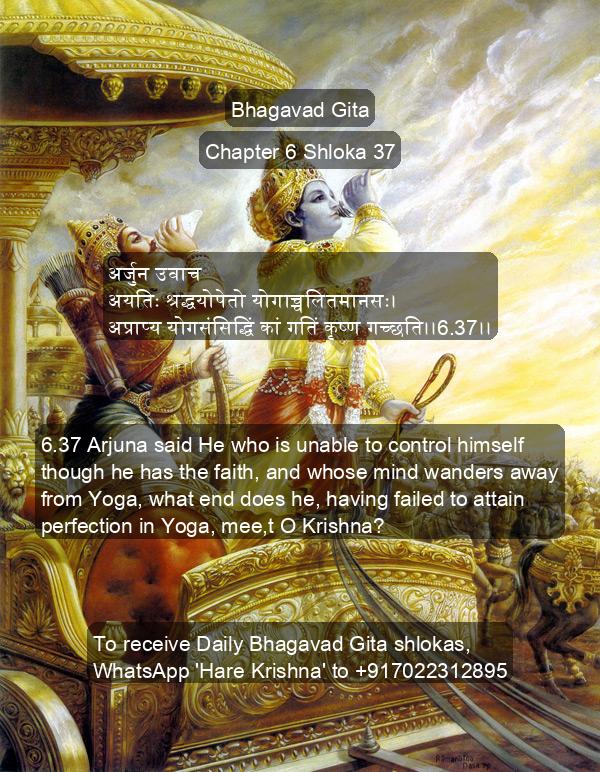 Bhagavad Gita
Chapter 6 Shloka 37
अर्जुन उवाच
अयतिः श्रद्धयोपेतो योगाच्चलितमानसः।
अप्राप्य योगसंसिद्धिं कां गतिं कृष्ण गच्छति।।6.37।।
6.37 Arjuna said He who is unable to control himself
though he has the faith, and whose mind wanders away
from Yoga, what end does he, having failed to attain
perfection in Yoga, mee,t O Krishna?
To receive Daily Bhagavad Gita shlokas,
WhatsApp 'Hare Krishna' to +917022312895